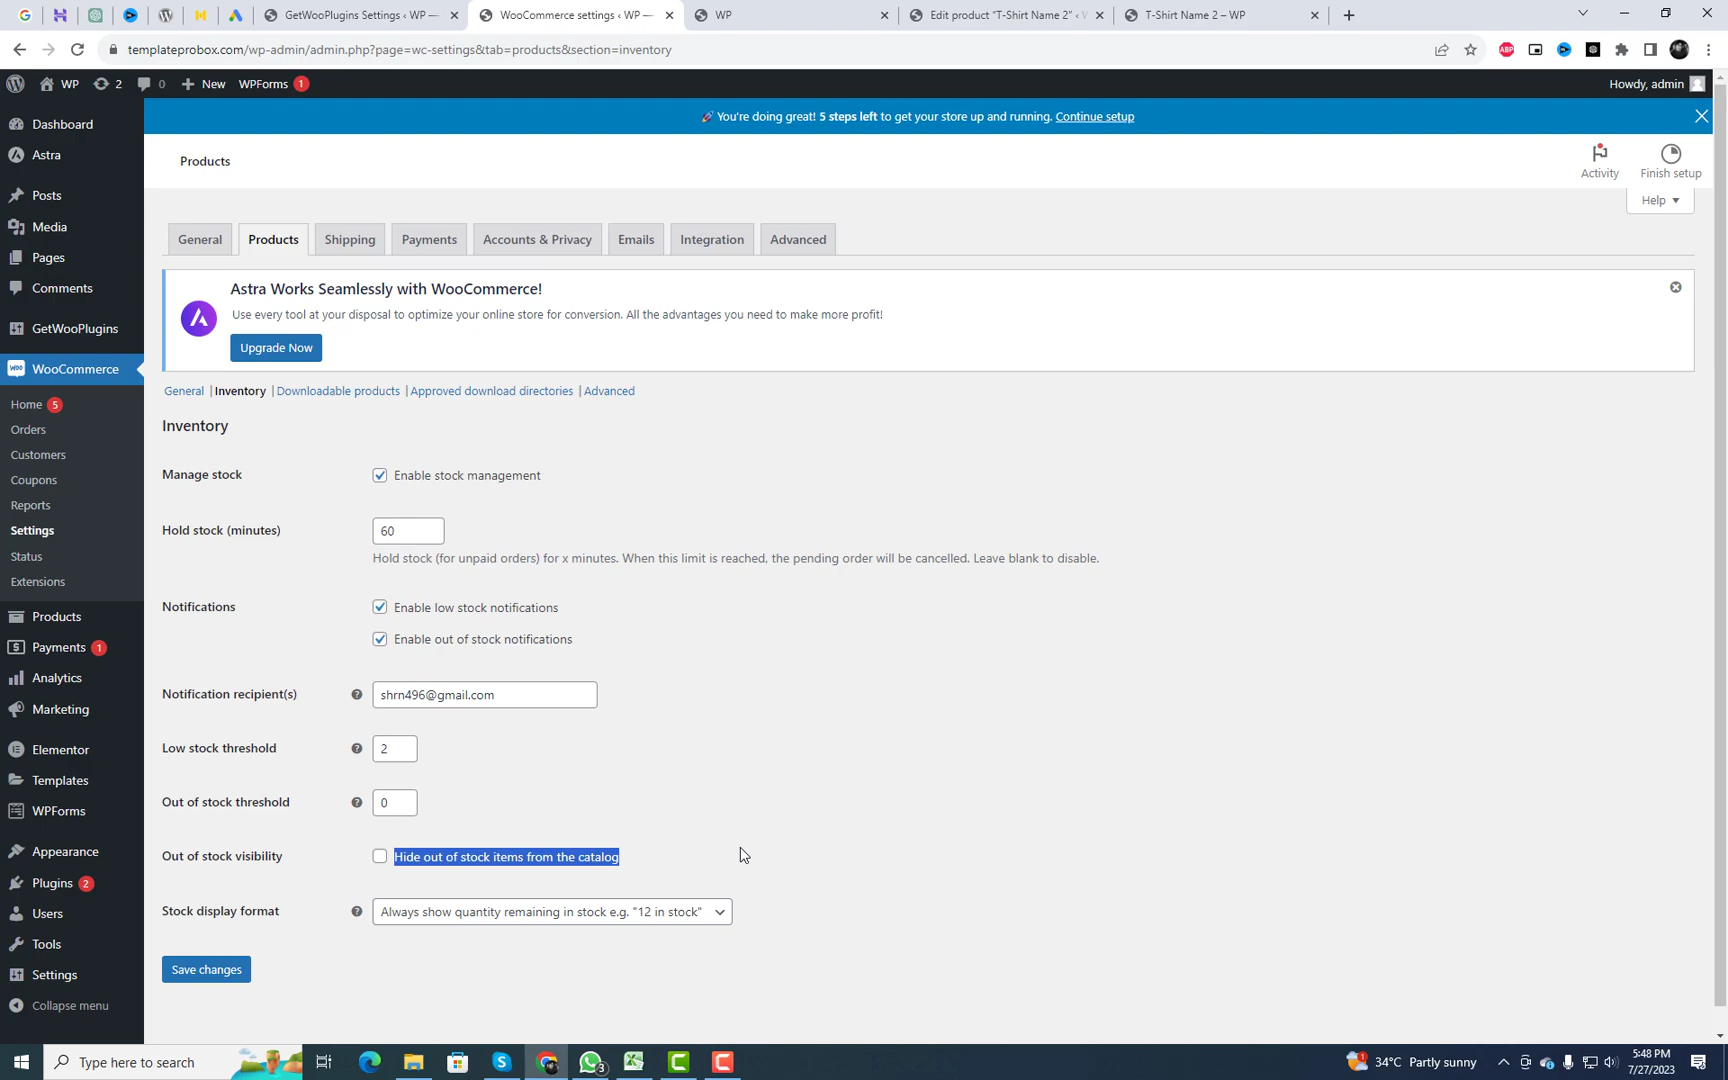 GetWooPlugins Settings ‹ WP —
WooCommerce settings ‹ WP —
WP
Edit product "T-Shirt Name 2" ‹ W
T-Shirt Name 2 – WP
templateprobox.com/wp-admin/admin.php?page=wc-settings&tab=products&section=inventory
WP 2 0 New WPForms 1
Howdy, admin
🚀 You're doing great! 5 steps left to get your store up and running. Continue setup
Products
Activity
Finish setup
Help
Dashboard
Astra
Posts
Media
Pages
Comments
GetWooPlugins
WooCommerce
Home 5
Orders
Customers
Coupons
Reports
Settings
Status
Extensions
Products
Payments 1
Analytics
Marketing
Elementor
Templates
WPForms
Appearance
Plugins 2
Users
Tools
Settings
Collapse menu
General
Products
Shipping
Payments
Accounts & Privacy
Emails
Integration
Advanced
Astra Works Seamlessly with WooCommerce!
Use every tool at your disposal to optimize your online store for conversion. All the advantages you need to make more profit!
Upgrade Now
General | Inventory | Downloadable products | Approved download directories | Advanced
Inventory
Manage stock
Enable stock management
Hold stock (minutes)
60
Hold stock (for unpaid orders) for x minutes. When this limit is reached, the pending order will be cancelled. Leave blank to disable.
Notifications
Enable low stock notifications
Enable out of stock notifications
Notification recipient(s)
shrn496@gmail.com
Low stock threshold
2
Out of stock threshold
0
Out of stock visibility
Hide out of stock items from the catalog
Stock display format
Always show quantity remaining in stock e.g. "12 in stock"
Save changes
Type here to search
34°C Partly sunny
5:48 PM
7/27/2023